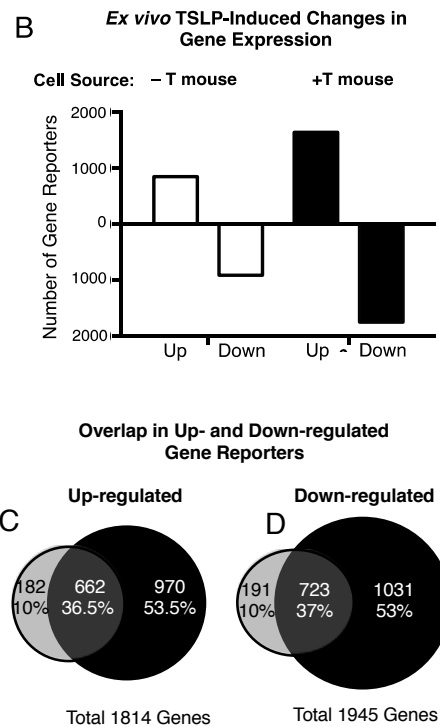 B
Ex vivo TSLP-Induced Changes in
Gene Expression
Cell Source: – T mouse +T mouse
Number of Gene Reporters
2000
1000
0
1000
2000
Up Down Up Down
Overlap in Up- and Down-regulated
Gene Reporters
Up-regulated Down-regulated
C D
182 662 970 191 723 1031
10% 36.5% 53.5% 10% 37% 53%
Total 1814 Genes Total 1945 Genes